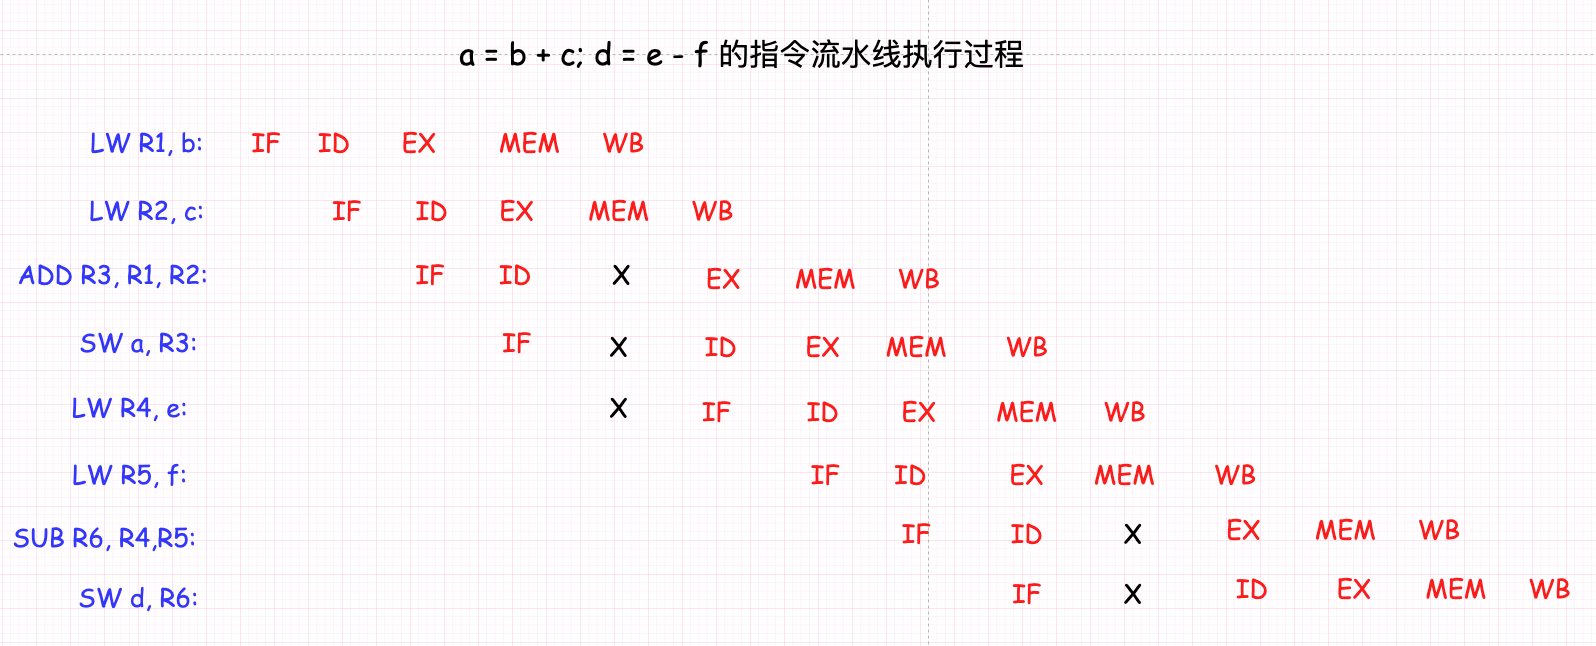 a = b + c; d = e - f 的指令流水线执行过程
LW R1, b: IF ID EX MEM WB
LW R2, c: IF ID EX MEM WB
ADD R3, R1, R2: IF ID X EX MEM WB
SW a, R3: IF X ID EX MEM WB
LW R4, e: X IF ID EX MEM WB
LW R5, f: IF ID EX MEM WB
SUB R6, R4,R5: IF ID X EX MEM WB
SW d, R6: IF X ID EX MEM WB